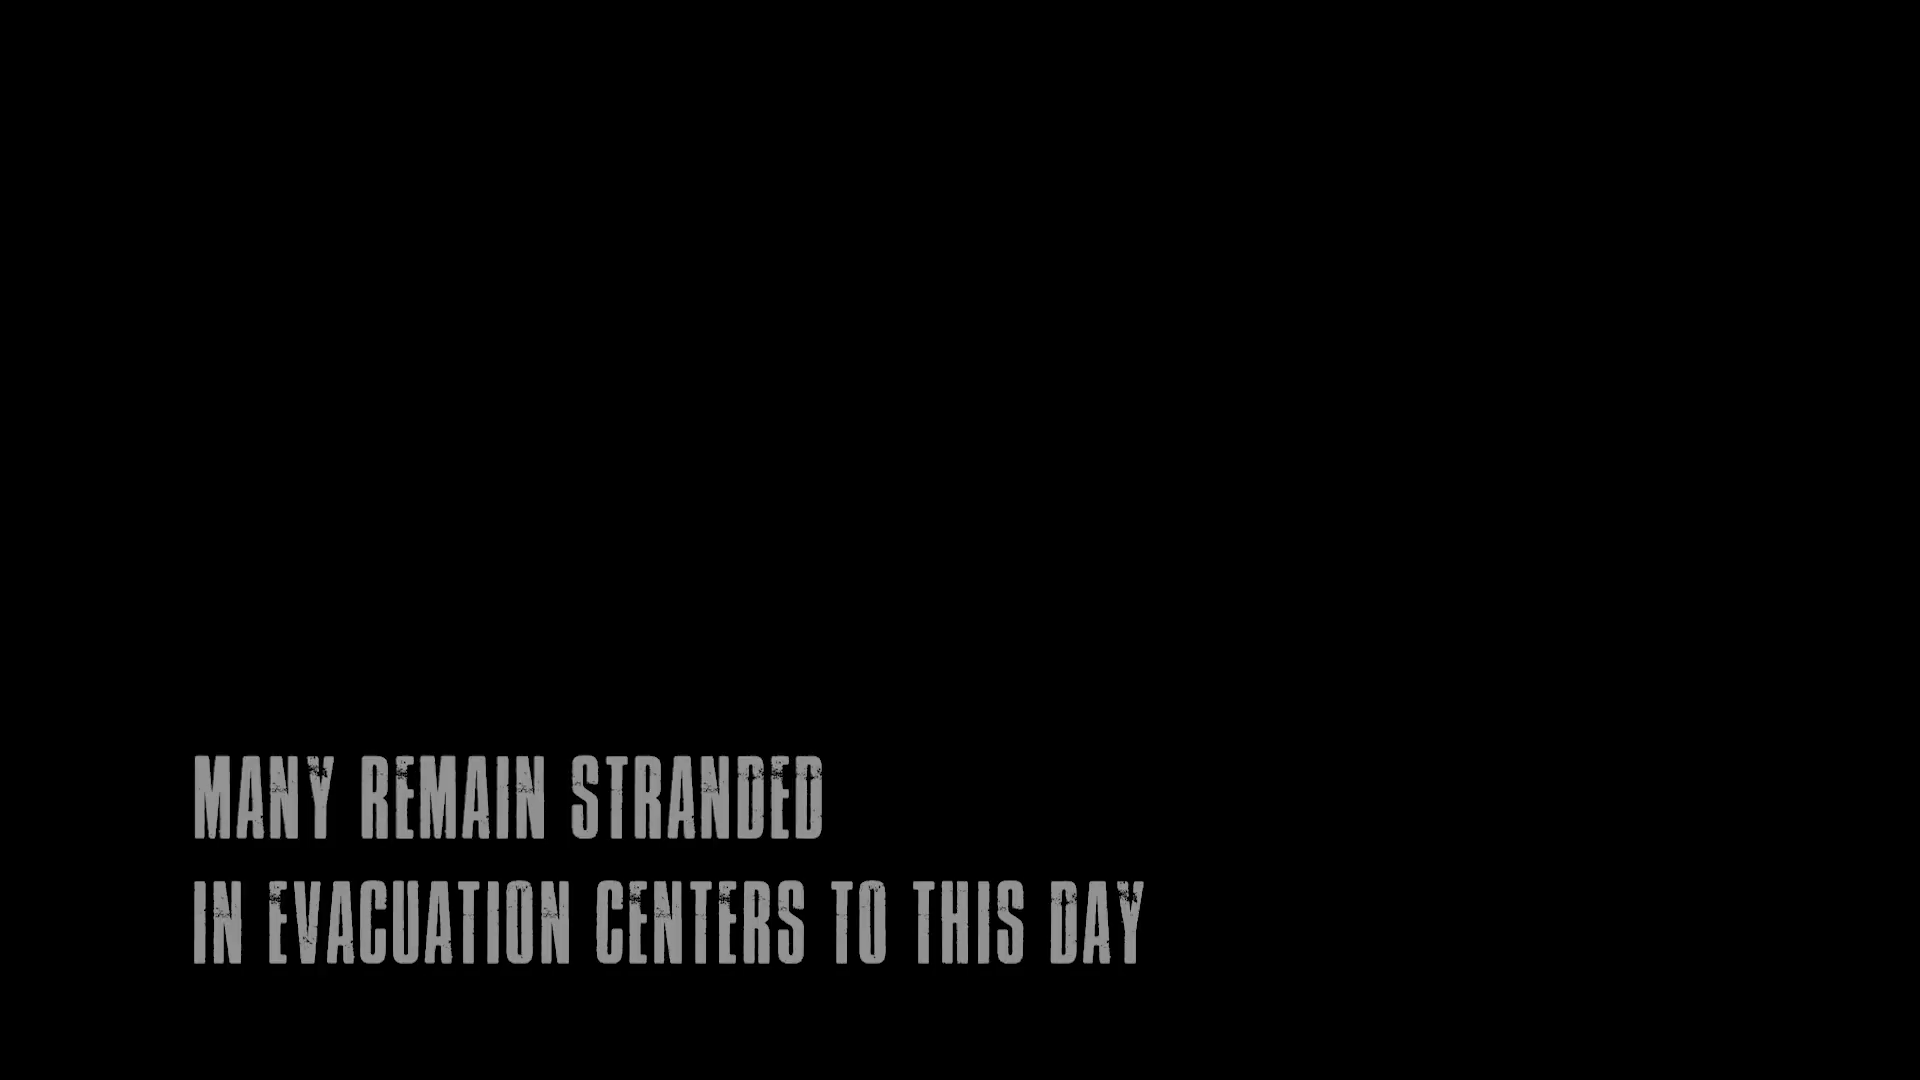 MANY REMAIN STRANDED
IN EVACUATION CENTERS TO THIS DAY